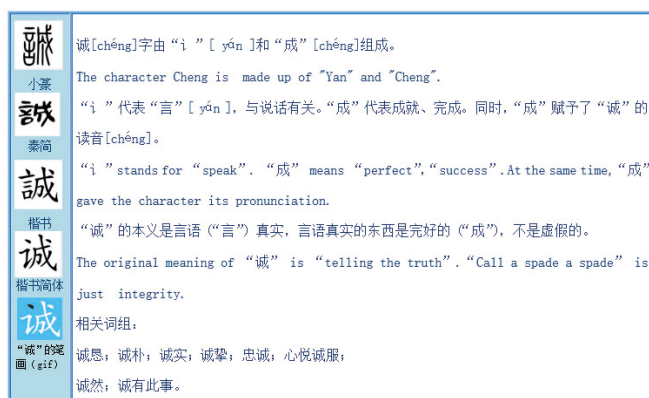 誠
小篆
誠
秦简
誠
楷书
诚
楷书简体
诚
“诚”的笔
画（gif）
诚[chéng]字由“讠”[ yán ]和“成”[chéng]组成。
The character Cheng is made up of "Yan" and "Cheng".
“讠”代表“言”[ yán ]，与说话有关。“成”代表成就、完成。同时，“成”赋予了“诚”的
读音[chéng]。
“讠”stands for “speak”. “成” means “perfect”,“success”.At the same time,“成”
gave the character its pronunciation.
“诚”的本义是言语（“言”）真实，言语真实的东西是完好的（“成”），不是虚假的。
The original meaning of “诚” is “telling the truth”.“Call a spade a spade” is
just integrity.
相关词组：
诚恳；诚朴；诚实；诚挚；忠诚；心悦诚服；
诚然；诚有此事。